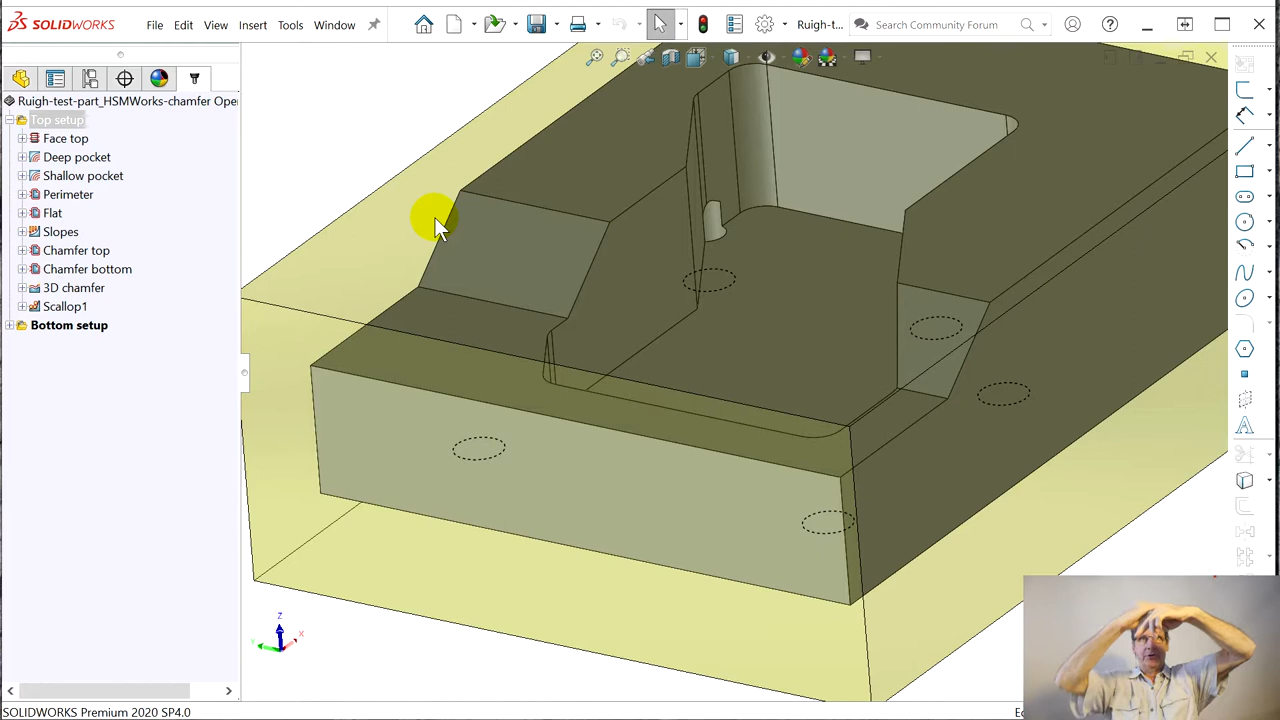 SOLIDWORKS File Edit View Insert Tools Window Ruigh-t... Search Community Forum
Ruigh-test-part_HSMWorks-chamfer Ope
Top setup
Face top
Deep pocket
Shallow pocket
Perimeter
Flat
Slopes
Chamfer top
Chamfer bottom
3D chamfer
Scallop1
Bottom setup
Z
X
Y
SOLIDWORKS Premium 2020 SP4.0